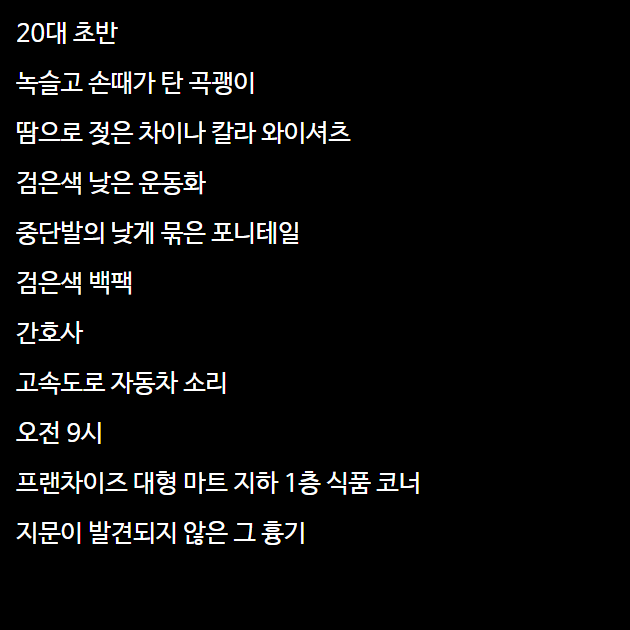 20대 초반
녹슬고 손때가 탄 곡괭이
땀으로 젖은 차이나 칼라 와이셔츠
검은색 낮은 운동화
중단발의 낮게 묶은 포니테일
검은색 백팩
간호사
고속도로 자동차 소리
오전 9시
프랜차이즈 대형 마트 지하 1층 식품 코너
지문이 발견되지 않은 그 흉기